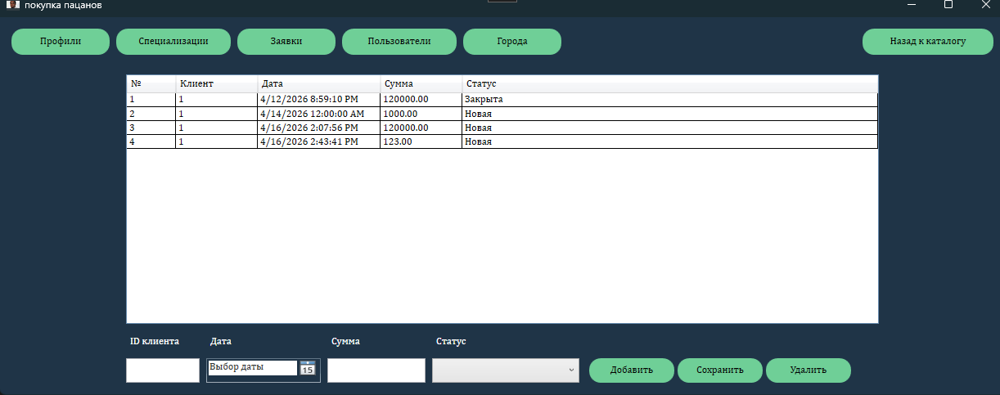 покупка пацанов
Профили Специализации Заявки Пользователи Города Назад к каталогу
№ Клиент Дата Сумма Статус
1 1 4/12/2026 8:59:10 PM 120000.00 Закрыта
2 1 4/14/2026 12:00:00 AM 1000.00 Новая
3 1 4/16/2026 2:07:56 PM 120000.00 Новая
4 1 4/16/2026 2:43:41 PM 123.00 Новая
ID клиента Дата Сумма Статус
Выбор даты 15 Добавить Сохранить Удалить